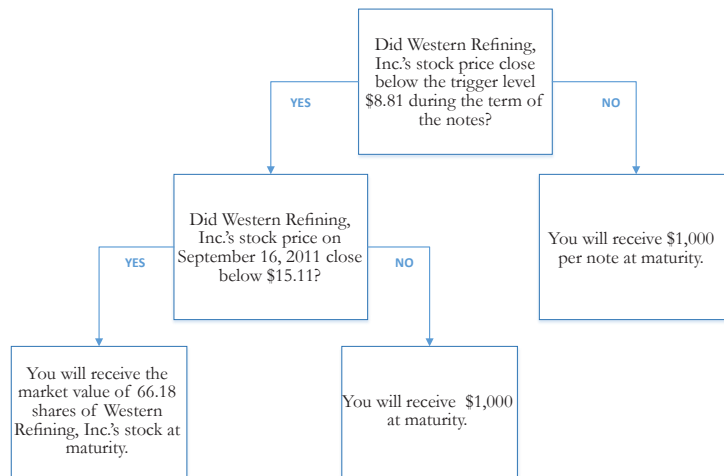 Did Western Refining,
Inc.'s stock price close
below the trigger level
$8.81 during the term of
the notes?
YES
NO
Did Western Refining,
Inc.'s stock price on
September 16, 2011 close
below $15.11?
You will receive $1,000
per note at maturity.
YES
NO
You will receive the
market value of 66.18
shares of Western
Refining, Inc.'s stock at
maturity.
You will receive $1,000
at maturity.